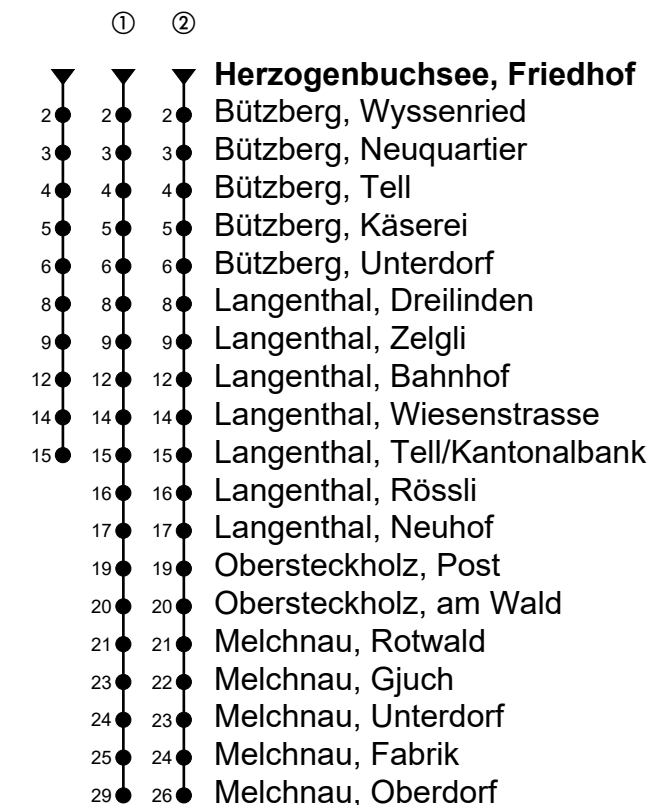 ① ②
Herzogenbuchsee, Friedhof
2 2 2 Bützberg, Wyssenried
3 3 3 Bützberg, Neuquartier
4 4 4 Bützberg, Tell
5 5 5 Bützberg, Käserei
6 6 6 Bützberg, Unterdorf
8 8 8 Langenthal, Dreilinden
9 9 9 Langenthal, Zelgli
12 12 12 Langenthal, Bahnhof
14 14 14 Langenthal, Wiesenstrasse
15 15 15 Langenthal, Tell/Kantonalbank
16 16 Langenthal, Rössli
17 17 Langenthal, Neuhof
19 19 Obersteckholz, Post
20 20 Obersteckholz, am Wald
21 21 Melchnau, Rotwald
23 22 Melchnau, Gjuch
24 23 Melchnau, Unterdorf
25 24 Melchnau, Fabrik
29 26 Melchnau, Oberdorf